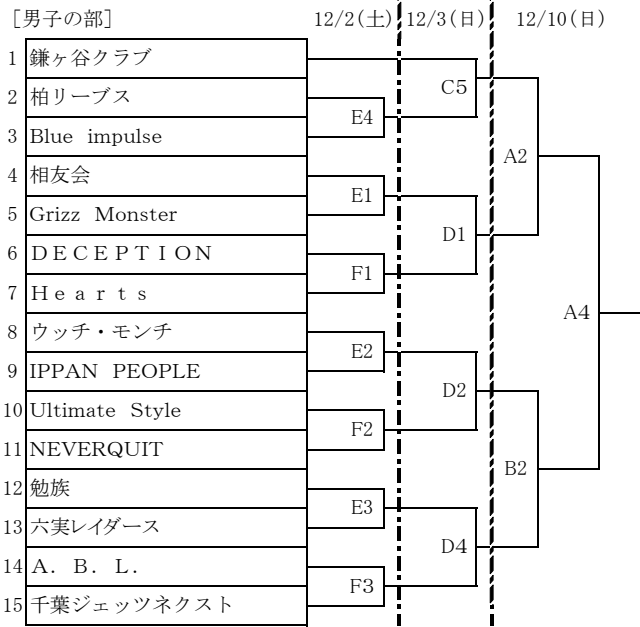 [男子の部] 12/2(土) 12/3(日) 12/10(日)
1 鎌ヶ谷クラブ
C5
2 柏リーブス
E4
3 Blue impulse
A2
4 相友会
E1
5 Grizz Monster
D1
6 ＤＥＣＥＰＴＩＯＮ
F1
7 Ｈｅａｒｔｓ
A4
8 ウッチ・モンチ
E2
9 IPPAN PEOPLE
D2
10 Ultimate Style
F2
11 NEVERQUIT
B2
12 勉族
E3
13 六実レイダース
D4
14 Ａ．Ｂ．Ｌ．
F3
15 千葉ジェッツネクスト